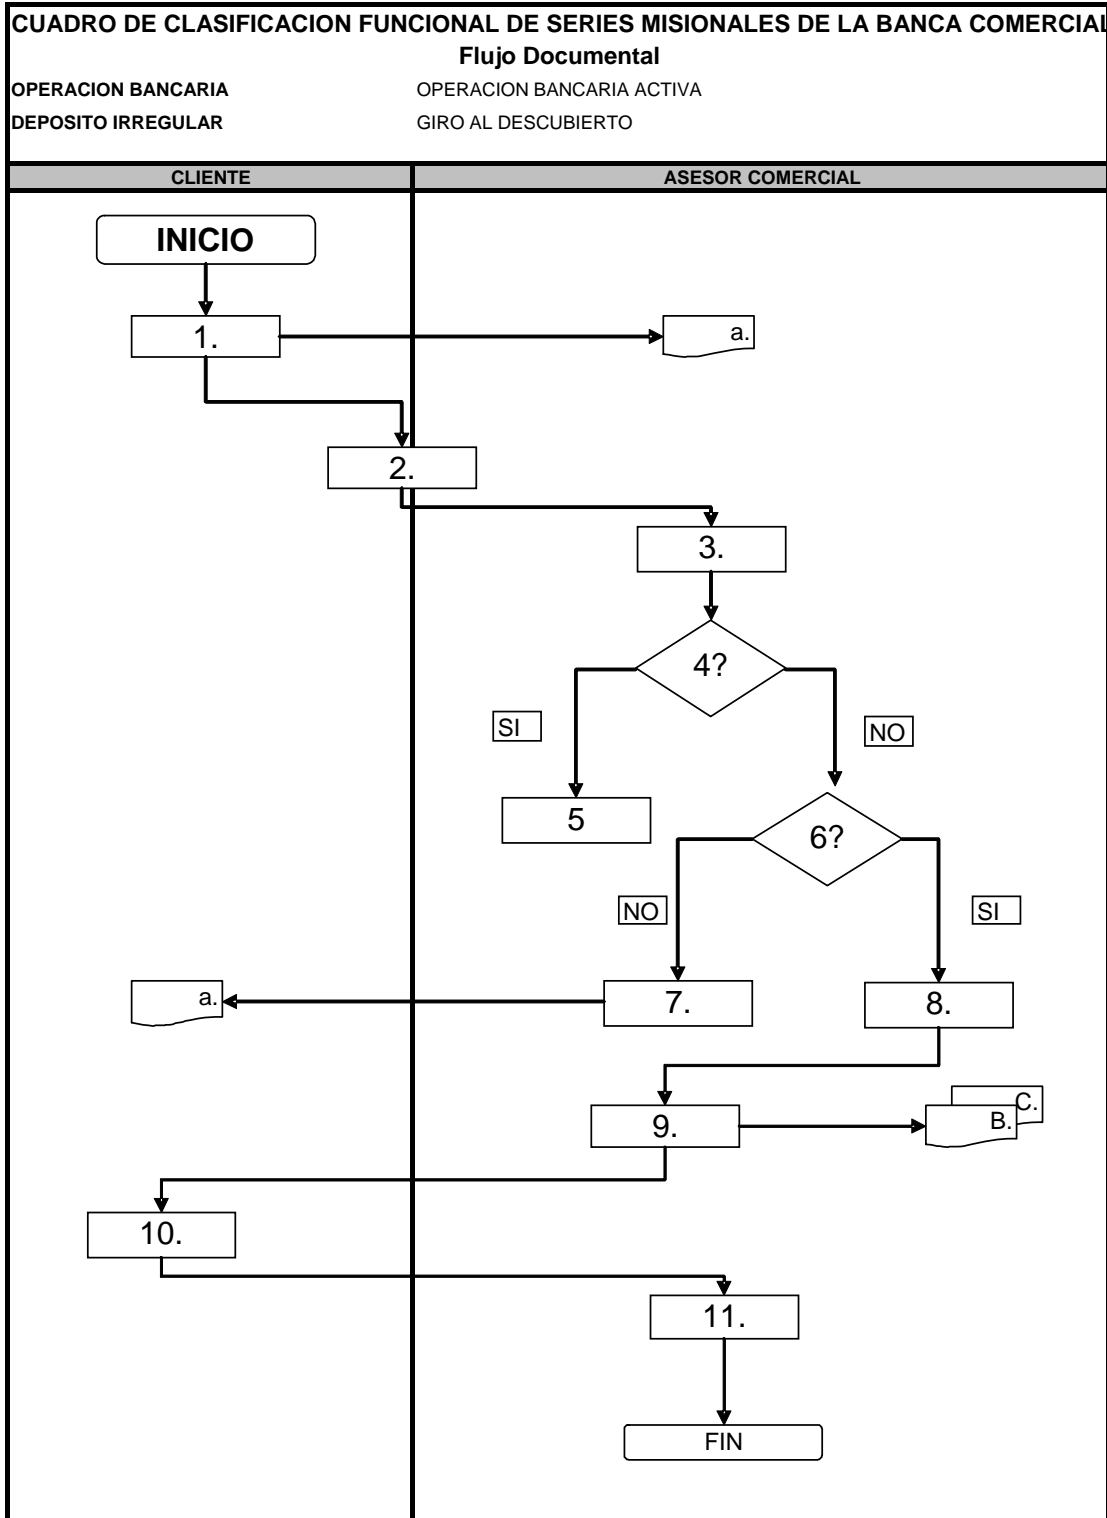 CUADRO DE CLASIFICACION FUNCIONAL DE SERIES MISIONALES DE LA BANCA COMERCIAL
Flujo Documental
OPERACION BANCARIA OPERACION BANCARIA ACTIVA
DEPOSITO IRREGULAR GIRO AL DESCUBIERTO
CLIENTE ASESOR COMERCIAL
INICIO
1. a.
2.
3.
4?
SI NO
5 6?
NO SI
a. 7. 8.
C.
9. B.
10.
11.
FIN